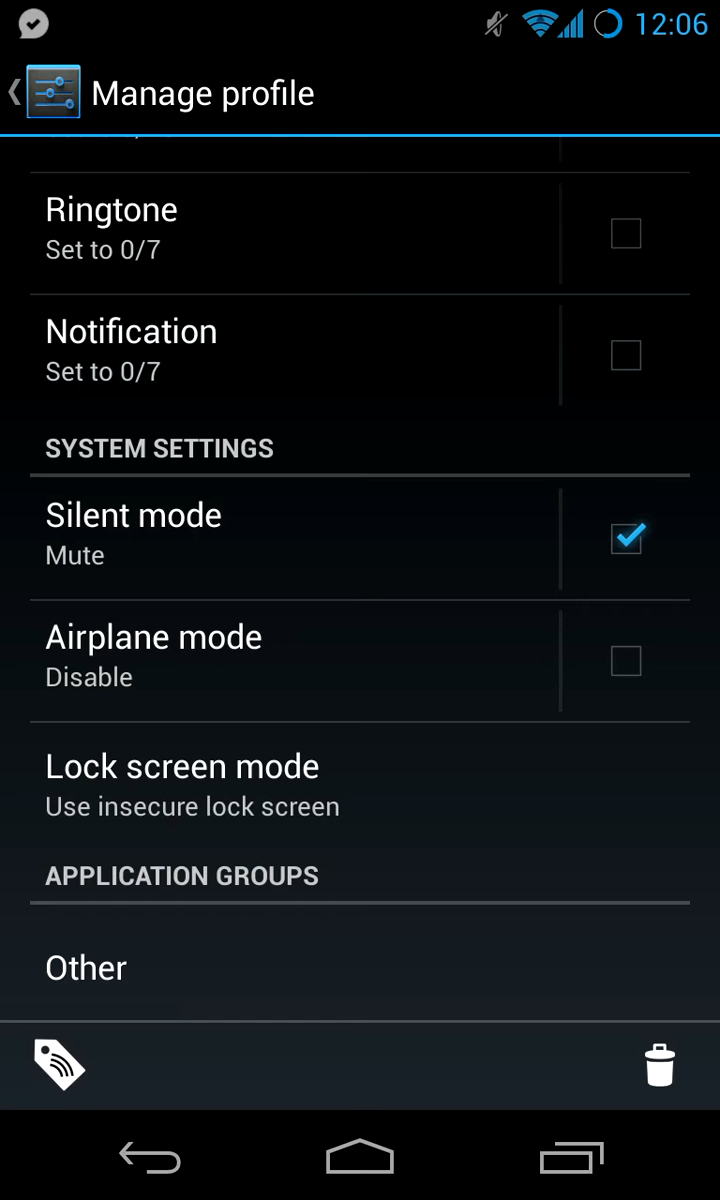 12:06
Manage profile
Ringtone
Set to 0/7
Notification
Set to 0/7
SYSTEM SETTINGS
Silent mode
Mute
Airplane mode
Disable
Lock screen mode
Use insecure lock screen
APPLICATION GROUPS
Other